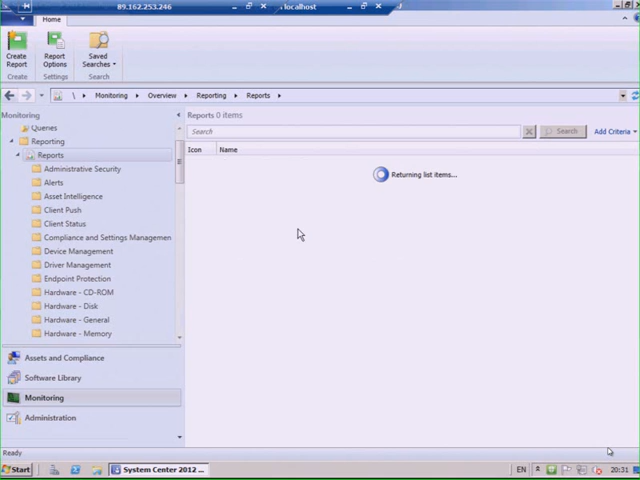 89.162.253.246
localhost
Home
Create
Report
Report
Options
Saved
Searches
Create
Settings
Search
\ Monitoring Overview Reporting Reports
Monitoring
Reports 0 items
Search
Search
Add Criteria
Icon
Name
Returning list items...
Queries
Reporting
Reports
Administrative Security
Alerts
Asset Intelligence
Client Push
Client Status
Compliance and Settings Managemen
Device Management
Driver Management
Endpoint Protection
Hardware - CD-ROM
Hardware - Disk
Hardware - General
Hardware - Memory
Assets and Compliance
Software Library
Monitoring
Administration
Ready
Start
System Center 2012 ...
EN
20:31